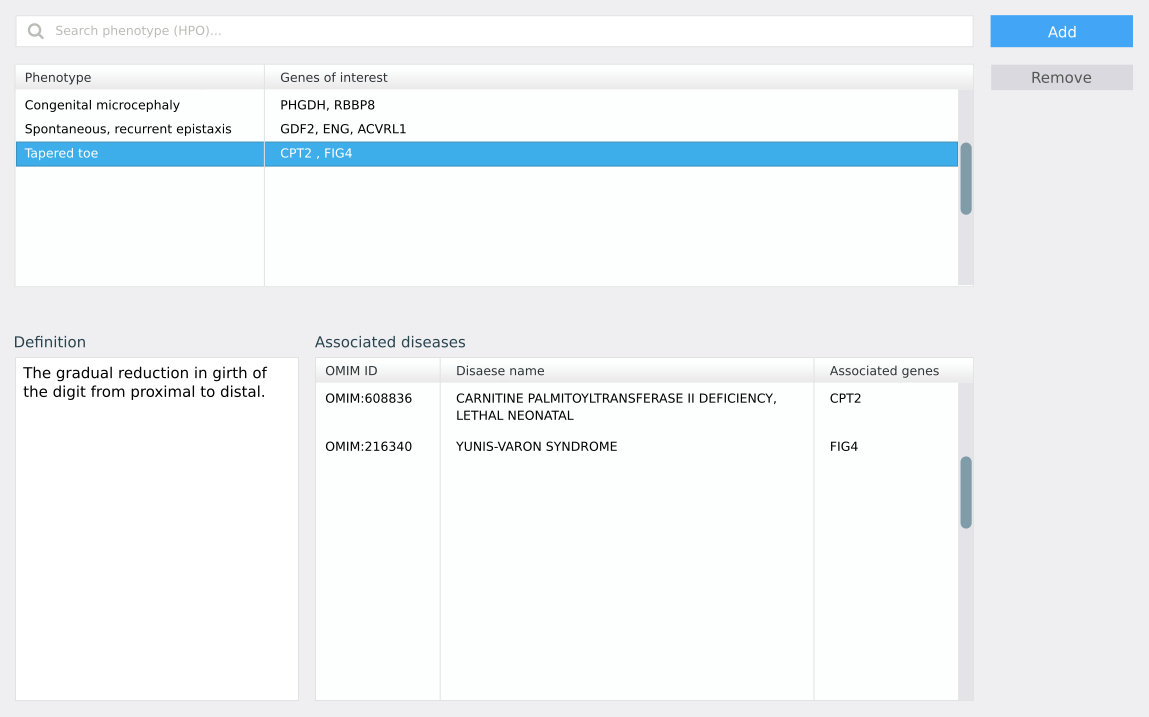 Search phenotype (HPO)...
Add
Remove
Phenotype Genes of interest
Congenital microcephaly PHGDH, RBBP8
Spontaneous, recurrent epistaxis GDF2, ENG, ACVRL1
Tapered toe CPT2 , FIG4
Definition
The gradual reduction in girth of
the digit from proximal to distal.
Associated diseases
OMIM ID Disaese name Associated genes
OMIM:608836 CARNITINE PALMITOYLTRANSFERASE II DEFICIENCY, CPT2
LETHAL NEONATAL
OMIM:216340 YUNIS-VARON SYNDROME FIG4